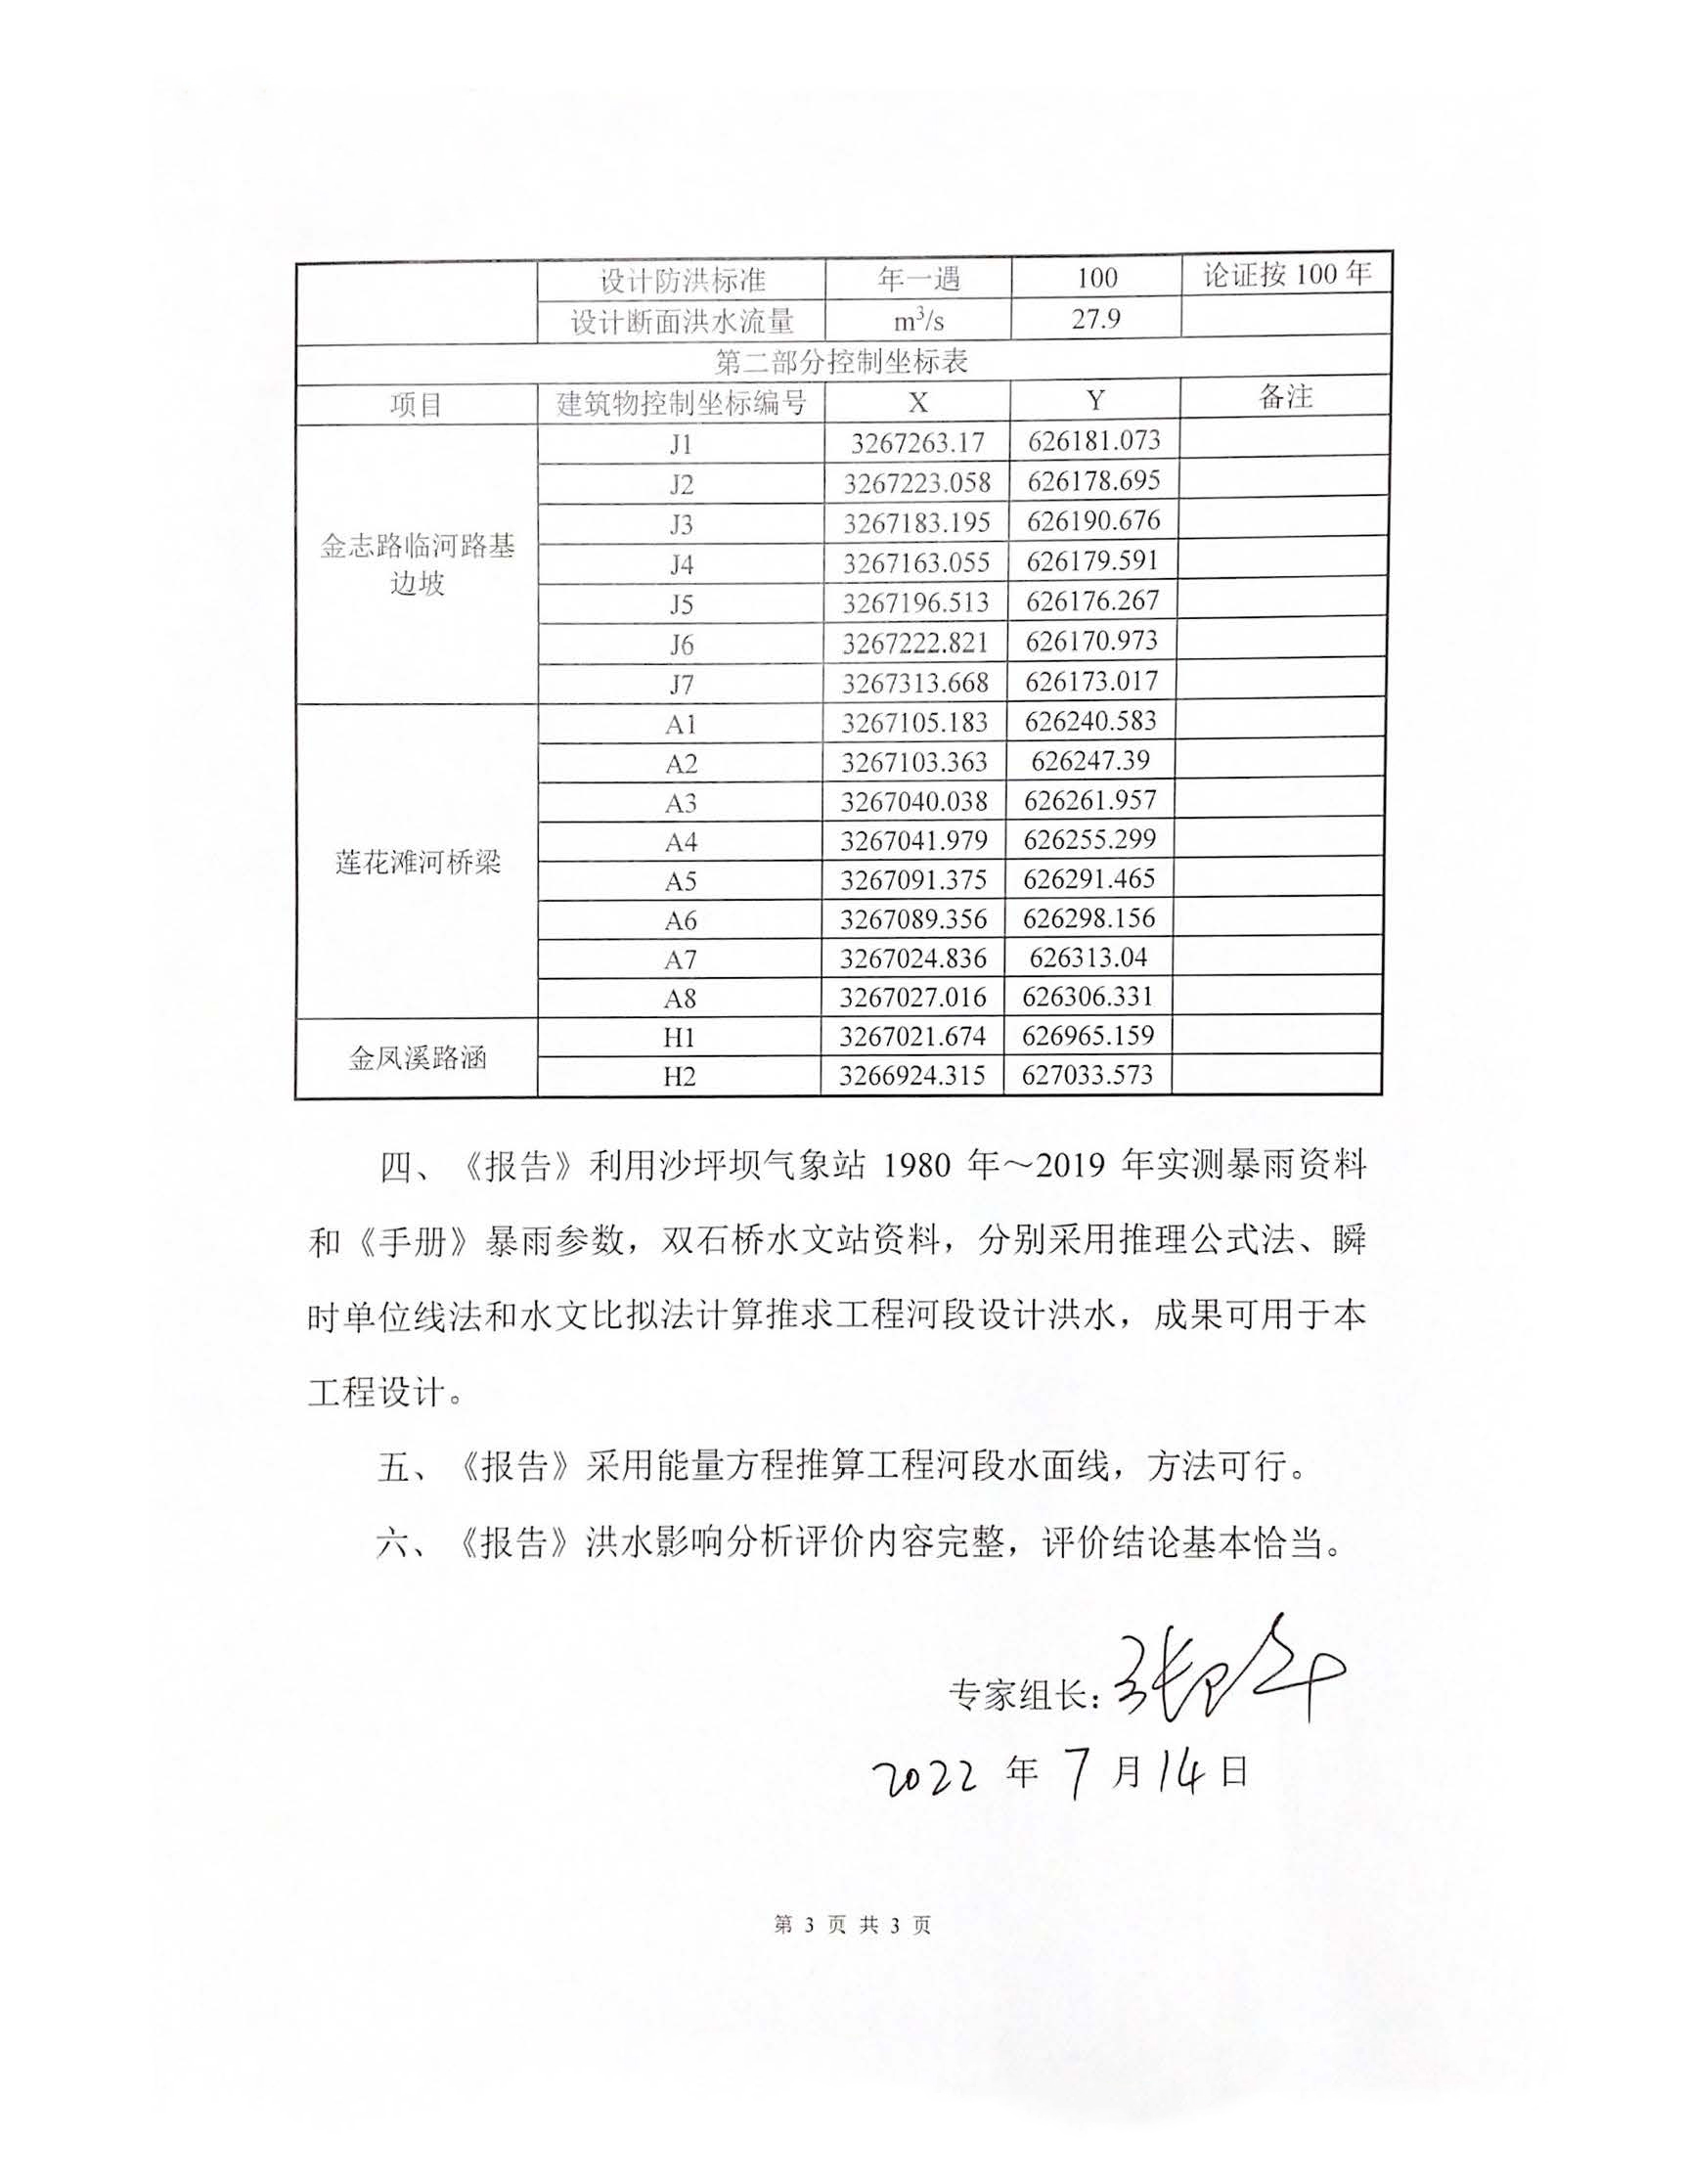 设计防洪标准 年一遇 100 论证按 100 年
设计断面洪水流量 m³/s 27.9
第二部分控制坐标表
项目 建筑物控制坐标编号 X Y 备注
金志路临河路基
边坡
J1 3267263.17 626181.073
J2 3267223.058 626178.695
J3 3267183.195 626190.676
J4 3267163.055 626179.591
J5 3267196.513 626176.267
J6 3267222.821 626170.973
J7 3267313.668 626173.017
莲花滩河桥梁
A1 3267105.183 626240.583
A2 3267103.363 626247.39
A3 3267040.038 626261.957
A4 3267041.979 626255.299
A5 3267091.375 626291.465
A6 3267089.356 626298.156
A7 3267024.836 626313.04
A8 3267027.016 626306.331
金凤溪路涵
H1 3267021.674 626965.159
H2 3266924.315 627033.573
四、《报告》利用沙坪坝气象站 1980 年～2019 年实测暴雨资料
和《手册》暴雨参数，双石桥水文站资料，分别采用推理公式法、瞬
时单位线法和水文比拟法计算推求工程河段设计洪水，成果可用于本
工程设计。
五、《报告》采用能量方程推算工程河段水面线，方法可行。
六、《报告》洪水影响分析评价内容完整，评价结论基本恰当。
专家组长：张
2022 年 7 月 14 日
第 3 页 共 3 页